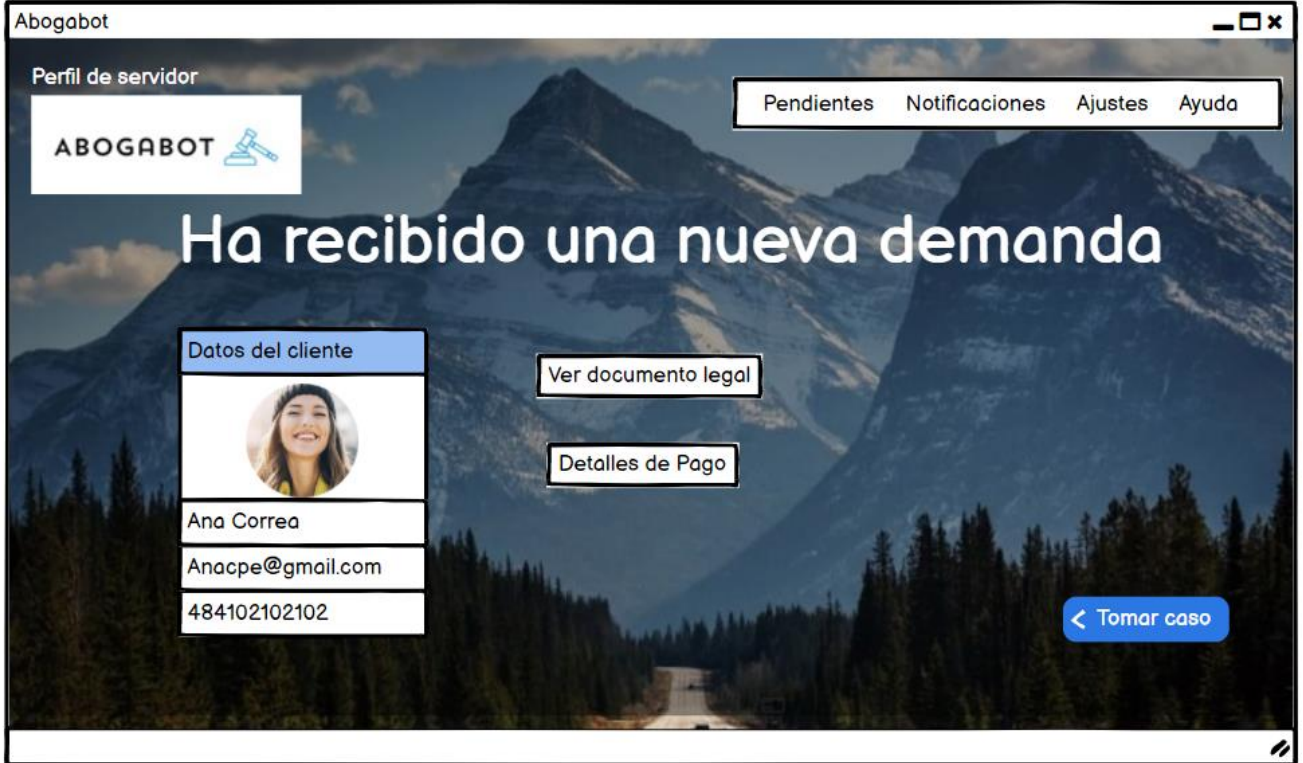 Abogabot
Perfil de servidor
ABOGABOT
Pendientes Notificaciones Ajustes Ayuda
Ha recibido una nueva demanda
Datos del cliente
Ver documento legal
Detalles de Pago
Ana Correa
Anacpe@gmail.com
484102102102
Tomar caso